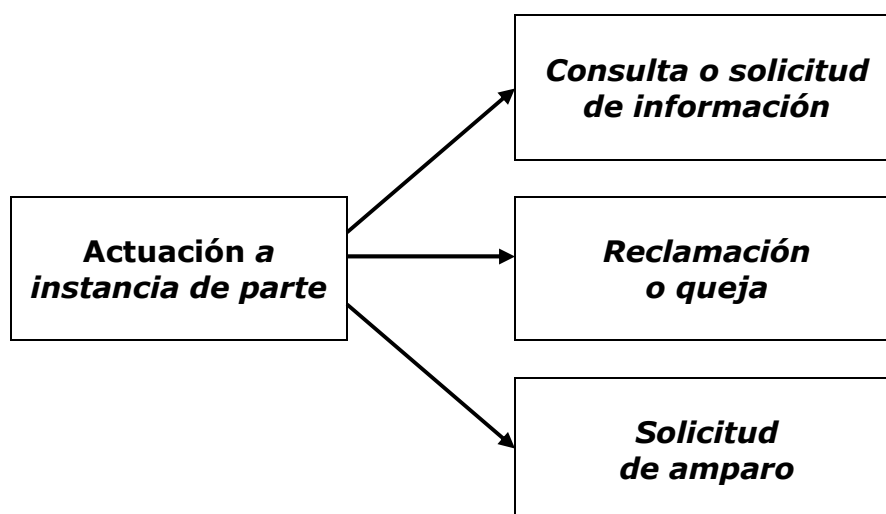 Consulta o solicitud
de información
Actuación a
instancia de parte
Reclamación
o queja
Solicitud
de amparo